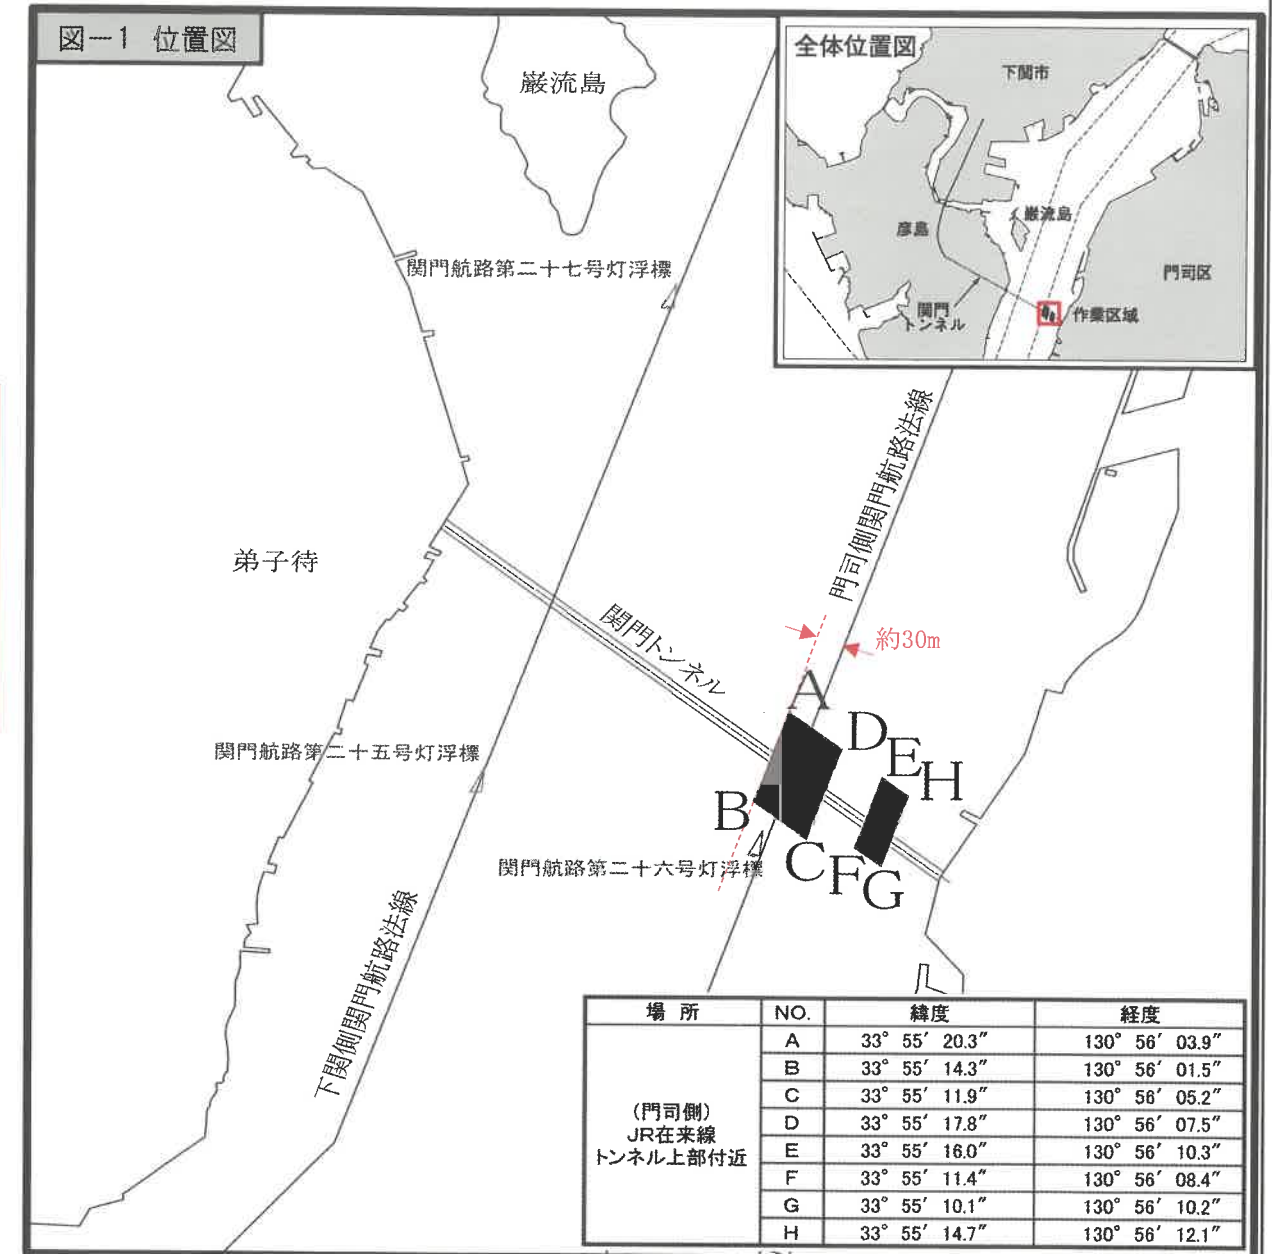 図―1 位置図
巌流島
全体位置図
下関市
巌流島
彦島
門司区
関門
トンネル
作業区域
関門航路第二十七号灯浮標
門司側関門航路法線
弟子待
関門トンネル
約30m
A
D
E
H
関門航路第二十五号灯浮標
B
C
F
G
関門航路第二十六号灯浮標
下関側関門航路法線
場 所 NO. 緯度 経度
(門司側)
JR在来線
トンネル上部付近
A 33° 55′ 20.3″ 130° 56′ 03.9″
B 33° 55′ 14.3″ 130° 56′ 01.5″
C 33° 55′ 11.9″ 130° 56′ 05.2″
D 33° 55′ 17.8″ 130° 56′ 07.5″
E 33° 55′ 16.0″ 130° 56′ 10.3″
F 33° 55′ 11.4″ 130° 56′ 08.4″
G 33° 55′ 10.1″ 130° 56′ 10.2″
H 33° 55′ 14.7″ 130° 56′ 12.1″